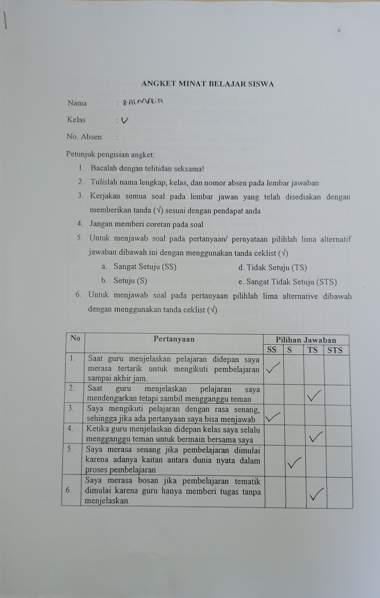 ANGKET MINAT BELAJAR SISWA
Nama :
Kelas : V
No. Absen :
Petunjuk pengisian angket:
1. Bacalah dengan telitidan seksama!
2. Tulislah nama lengkap, kelas, dan nomor absen pada lembar jawaban
3. Kerjakan semua soal pada lembar jawan yang telah disediakan dengan
memberikan tanda (√) sesuai dengan pendapat anda
4. Jangan memberi coretan pada soal
5. Untuk menjawab soal pada pertanyaan/ pernyataan pilihlah lima alternatif
jawaban dibawah ini dengan menggunakan tanda ceklist (√)
a. Sangat Setuju (SS) d. Tidak Setuju (TS)
b. Setuju (S) e. Sangat Tidak Setuju (STS)
6. Untuk menjawab soal pada pertanyaan pilihlah lima alternative dibawah
dengan menggunakan tanda ceklist (√)
No Pertanyaan Pilihan Jawaban
SS S TS STS
1. Saat guru menjelaskan pelajaran didepan saya
merasa tertarik untuk mengikuti pembelajaran ✓
sampai akhir jam.
2. Saat guru menjelaskan pelajaran saya
mendengarkan tetapi sambil mengganggu teman ✓
3. Saya mengikuti pelajaran dengan rasa senang,
sehingga jika ada pertanyaan saya bisa menjawab ✓
4. Ketika guru menjelaskan didepan kelas saya selalu
mengganggu teman untuk bermain bersama saya ✓
5. Saya merasa senang jika pembelajaran dimulai
karena adanya kaitan antara dunia nyata dalam ✓
proses pembelajaran
Saya merasa bosan jika pembelajaran tematik
6. dimulai karena guru hanya memberi tugas tanpa ✓
menjelaskan.